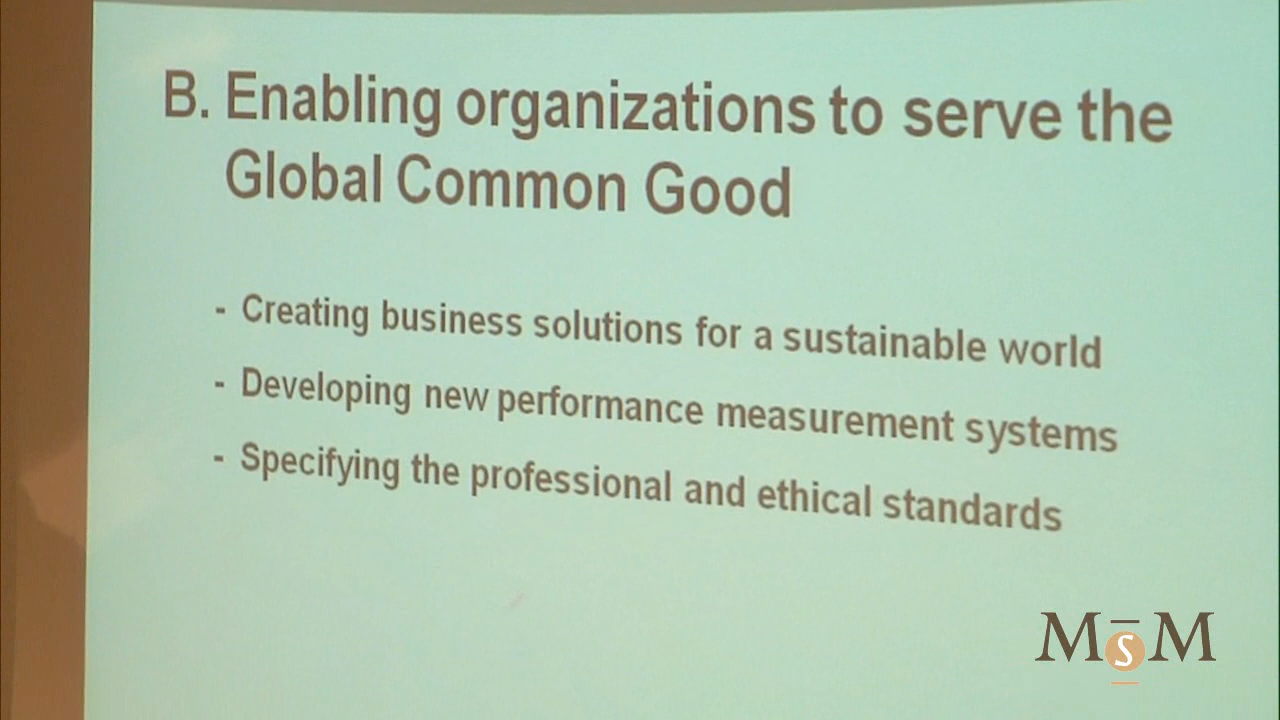 B. Enabling organizations to serve the
Global Common Good
- Creating business solutions for a sustainable world
- Developing new performance measurement systems
- Specifying the professional and ethical standards
MSM